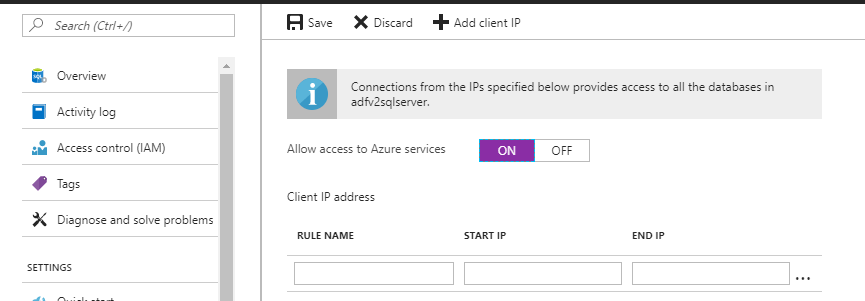 Search (Ctrl+/)
Overview
Activity log
Access control (IAM)
Tags
Diagnose and solve problems
SETTINGS
Quick start
Save Discard Add client IP
Connections from the IPs specified below provides access to all the databases in
adfv2sqlserver.
Allow access to Azure services ON OFF
Client IP address
RULE NAME START IP END IP
...